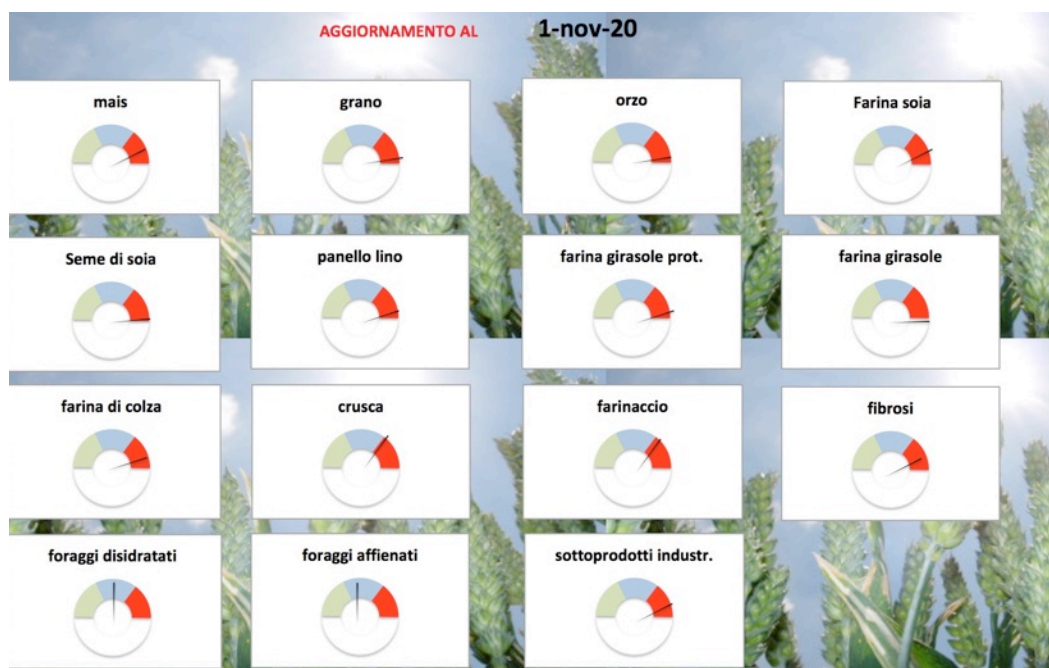 AGGIORNAMENTO AL 1-nov-20
mais
grano
orzo
Farina soia
Seme di soia
panello lino
farina girasole prot.
farina girasole
farina di colza
crusca
farinaccio
fibrosi
foraggi disidratati
foraggi affienati
sottoprodotti industr.